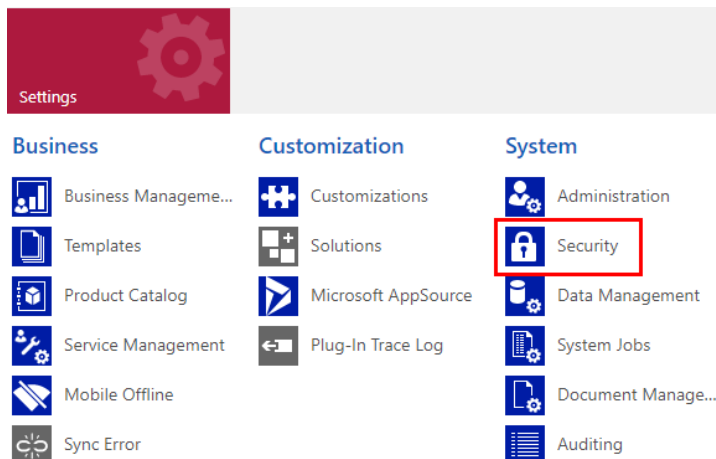 Settings
Business
Business Manageme...
Templates
Product Catalog
Service Management
Mobile Offline
Sync Error
Customization
Customizations
Solutions
Microsoft AppSource
Plug-In Trace Log
System
Administration
Security
Data Management
System Jobs
Document Manage...
Auditing